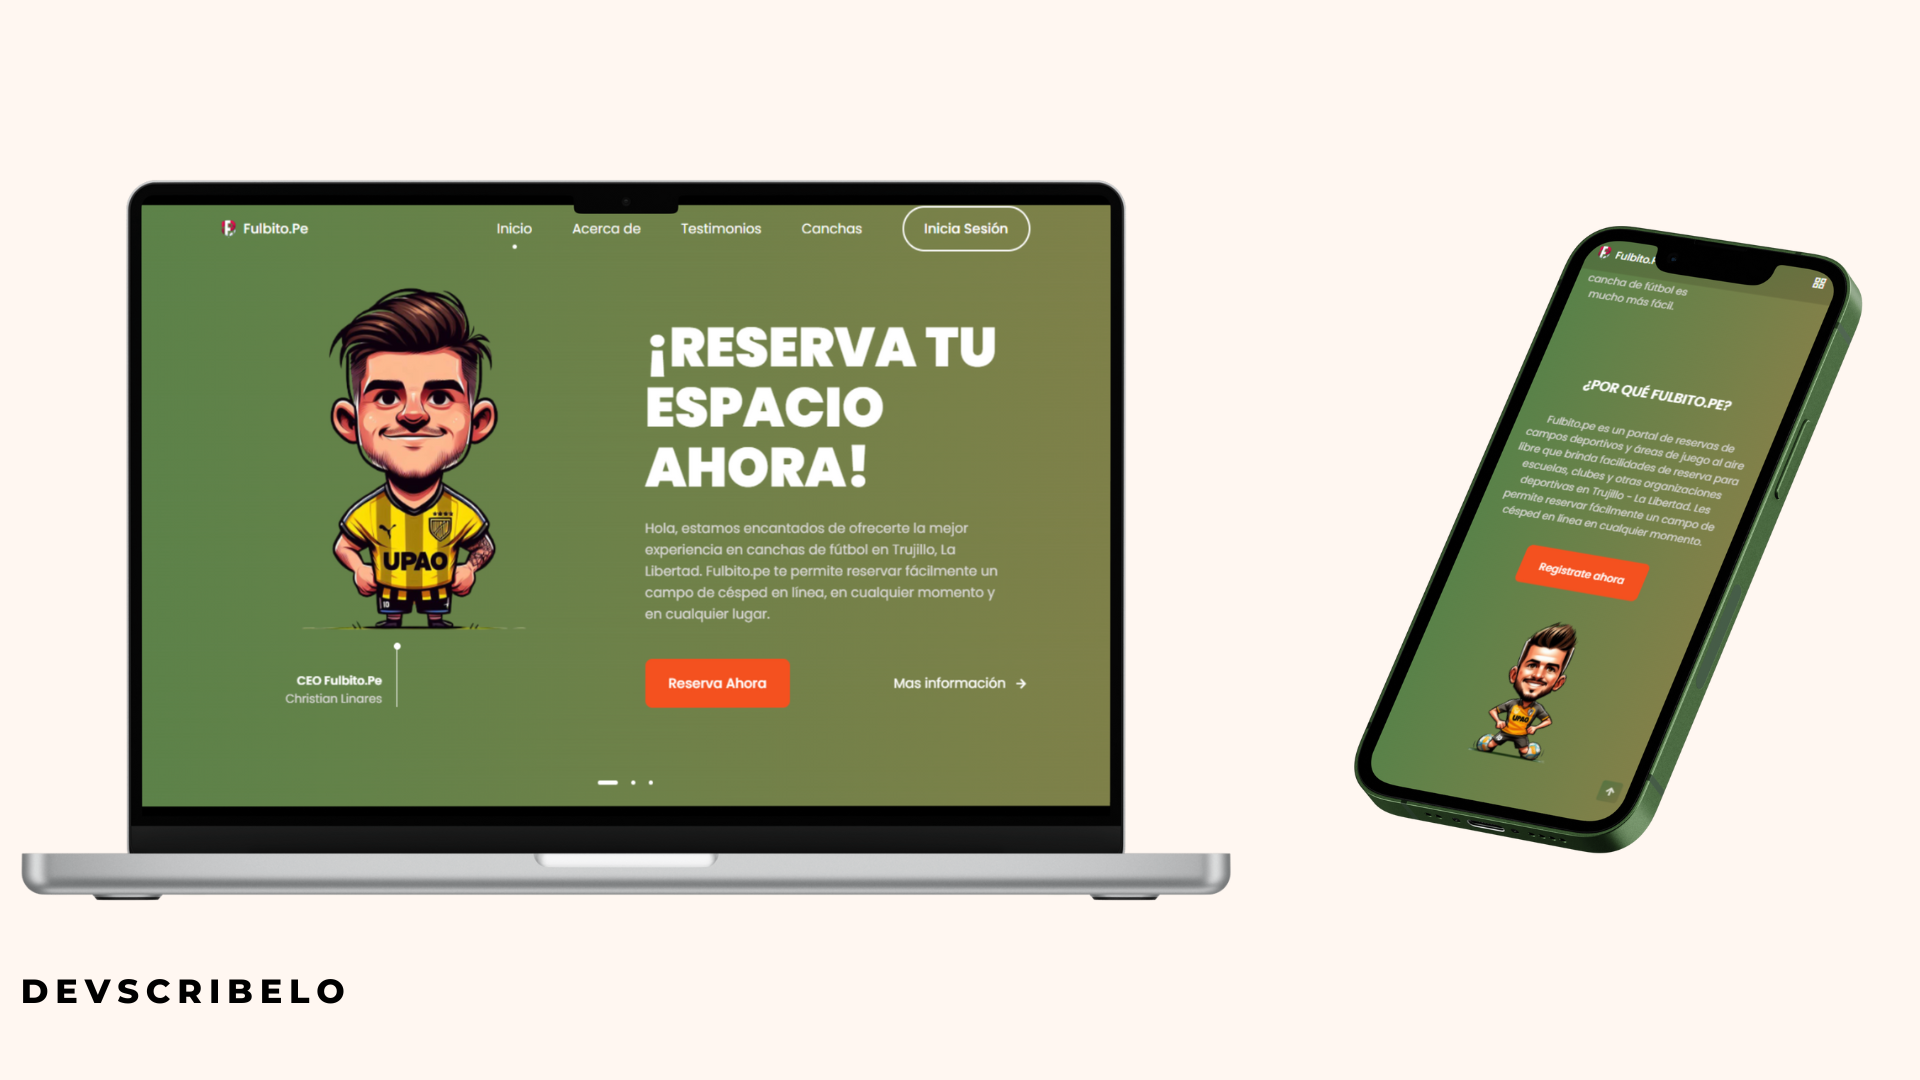 Fulbito.Pe
Inicio
Acerca de
Testimonios
Canchas
Inicia Sesión
¡RESERVA TU
ESPACIO
AHORA!
Hola, estamos encantados de ofrecerte la mejor
experiencia en canchas de fútbol en Trujillo, La
Libertad. Fulbito.pe te permite reservar fácilmente un
campo de césped en línea, en cualquier momento y
en cualquier lugar.
Reserva Ahora
Mas información
UPAO
10
CEO Fulbito.Pe
Christian Linares
Fulbito.P
cancha de fútbol es
mucho más fácil.
¿POR QUÉ FULBITO.PE?
Fulbito.pe es un portal de reservas de
campos deportivos y áreas de juego al aire
libre que brinda facilidades de reserva para
escuelas, clubes y otras organizaciones
deportivas en Trujillo - La Libertad. Les
permite reservar fácilmente un campo de
césped en línea en cualquier momento.
Registrate ahora
UPAO
DEVSCRIBELO